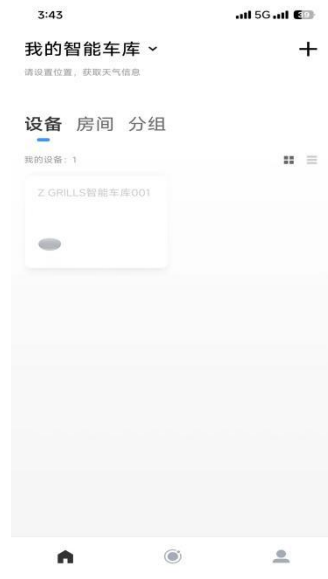 3:43
5G 39
我的智能车库
请设置位置，获取天气信息
设备 房间 分组
我的设备：1
Z GRILLS智能车库001